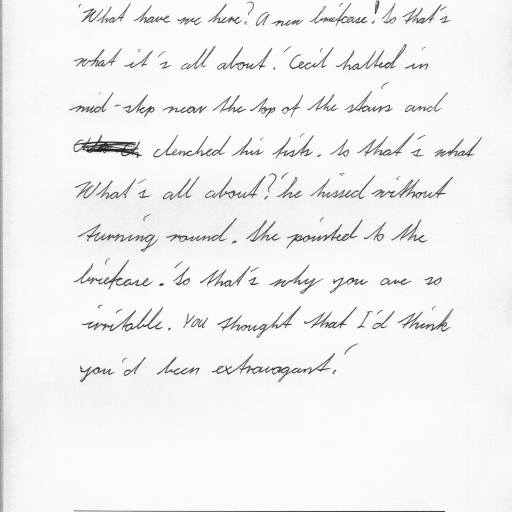 'What have we here? A new briefcase! So that's
what it's all about.' Cecil halted in
mid-step near the top of the stairs and
clenched his fists. 'So that's what
What's all about?' he hissed without
turning round. She pointed to the
briefcase. 'So that's why you are so
irritable. You thought that I'd think
you'd been extravagant.'